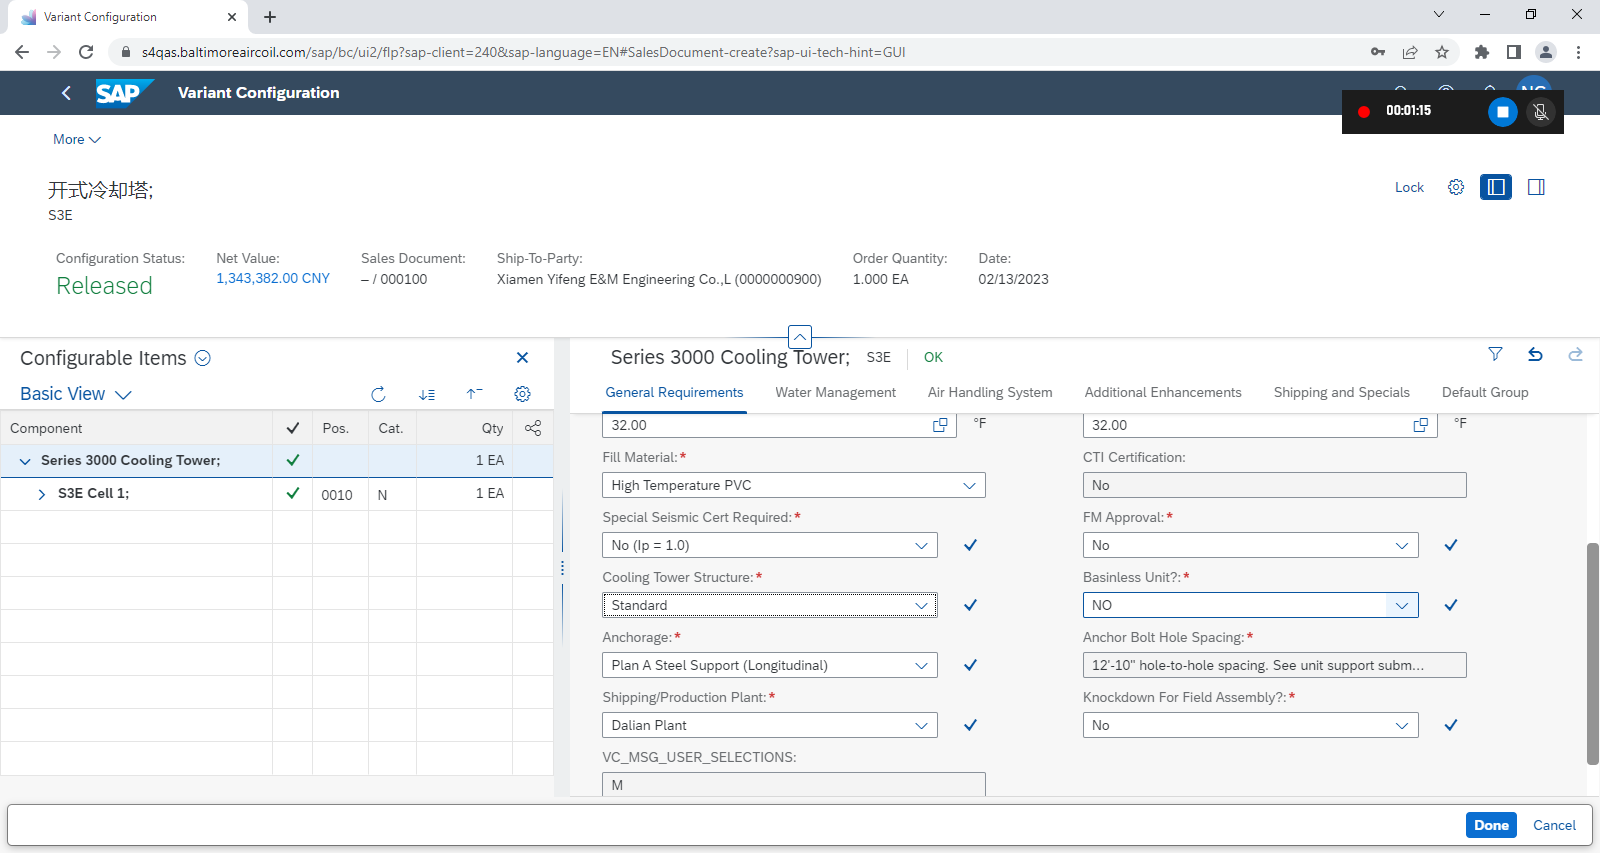 Variant Configuration
s4qas.baltimoreaircoil.com/sap/bc/ui2/flp?sap-client=240&sap-language=EN#SalesDocument-create?sap-ui-tech-hint=GUI
SAP Variant Configuration
00:01:15
More
开式冷却塔;
S3E
Lock
Configuration Status: Net Value: Sales Document: Ship-To-Party: Order Quantity: Date:
Released 1,343,382.00 CNY – / 000100 Xiamen Yifeng E&M Engineering Co.,L (0000000900) 1.000 EA 02/13/2023
Configurable Items
Basic View
Component Pos. Cat. Qty
Series 3000 Cooling Tower; 1 EA
S3E Cell 1; 0010 N 1 EA
Series 3000 Cooling Tower; S3E OK
General Requirements Water Management Air Handling System Additional Enhancements Shipping and Specials Default Group
32.00 °F 32.00 °F
Fill Material:* CTI Certification:
High Temperature PVC No
Special Seismic Cert Required:* FM Approval:*
No (Ip = 1.0) No
Cooling Tower Structure:* Basinless Unit?:*
Standard NO
Anchorage:* Anchor Bolt Hole Spacing:*
Plan A Steel Support (Longitudinal) 12'-10" hole-to-hole spacing. See unit support subm...
Shipping/Production Plant:* Knockdown For Field Assembly?:*
Dalian Plant No
VC_MSG_USER_SELECTIONS:
M
Done Cancel